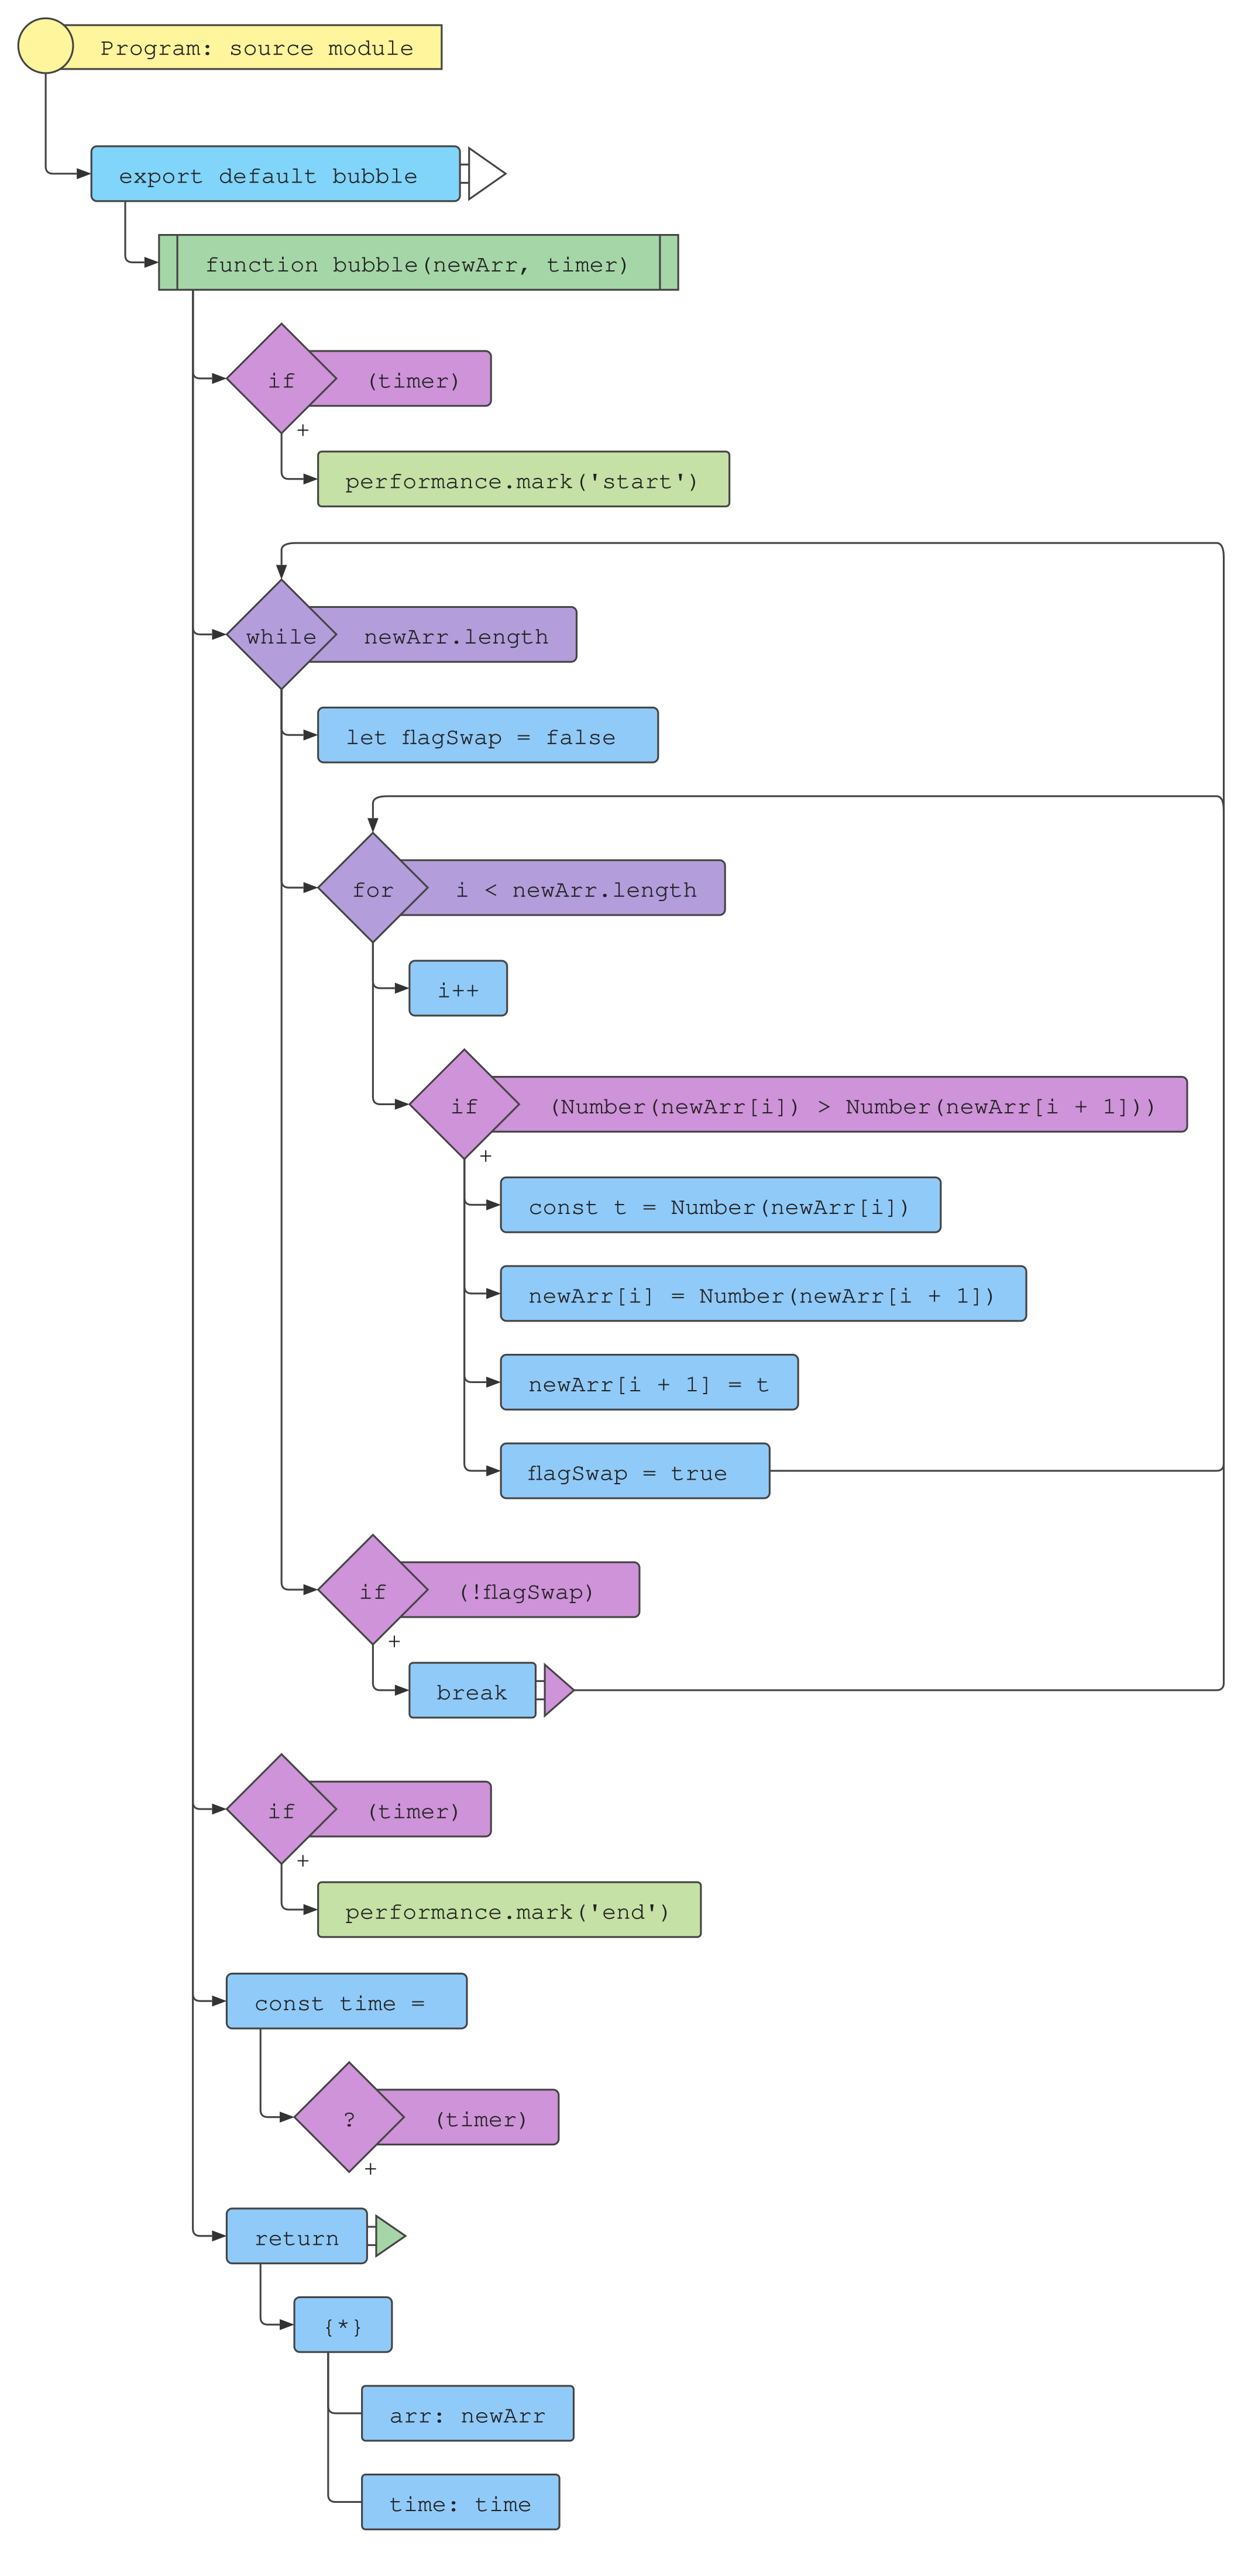 Program: source module
export default bubble
function bubble(newArr, timer)
if (timer)
+
performance.mark('start')
while newArr.length
let flagSwap = false
for i < newArr.length
i++
if (Number(newArr[i]) > Number(newArr[i + 1]))
+
const t = Number(newArr[i])
newArr[i] = Number(newArr[i + 1])
newArr[i + 1] = t
flagSwap = true
if (!flagSwap)
+
break
if (timer)
+
performance.mark('end')
const time =
? (timer)
+
return
{*}
arr: newArr
time: time